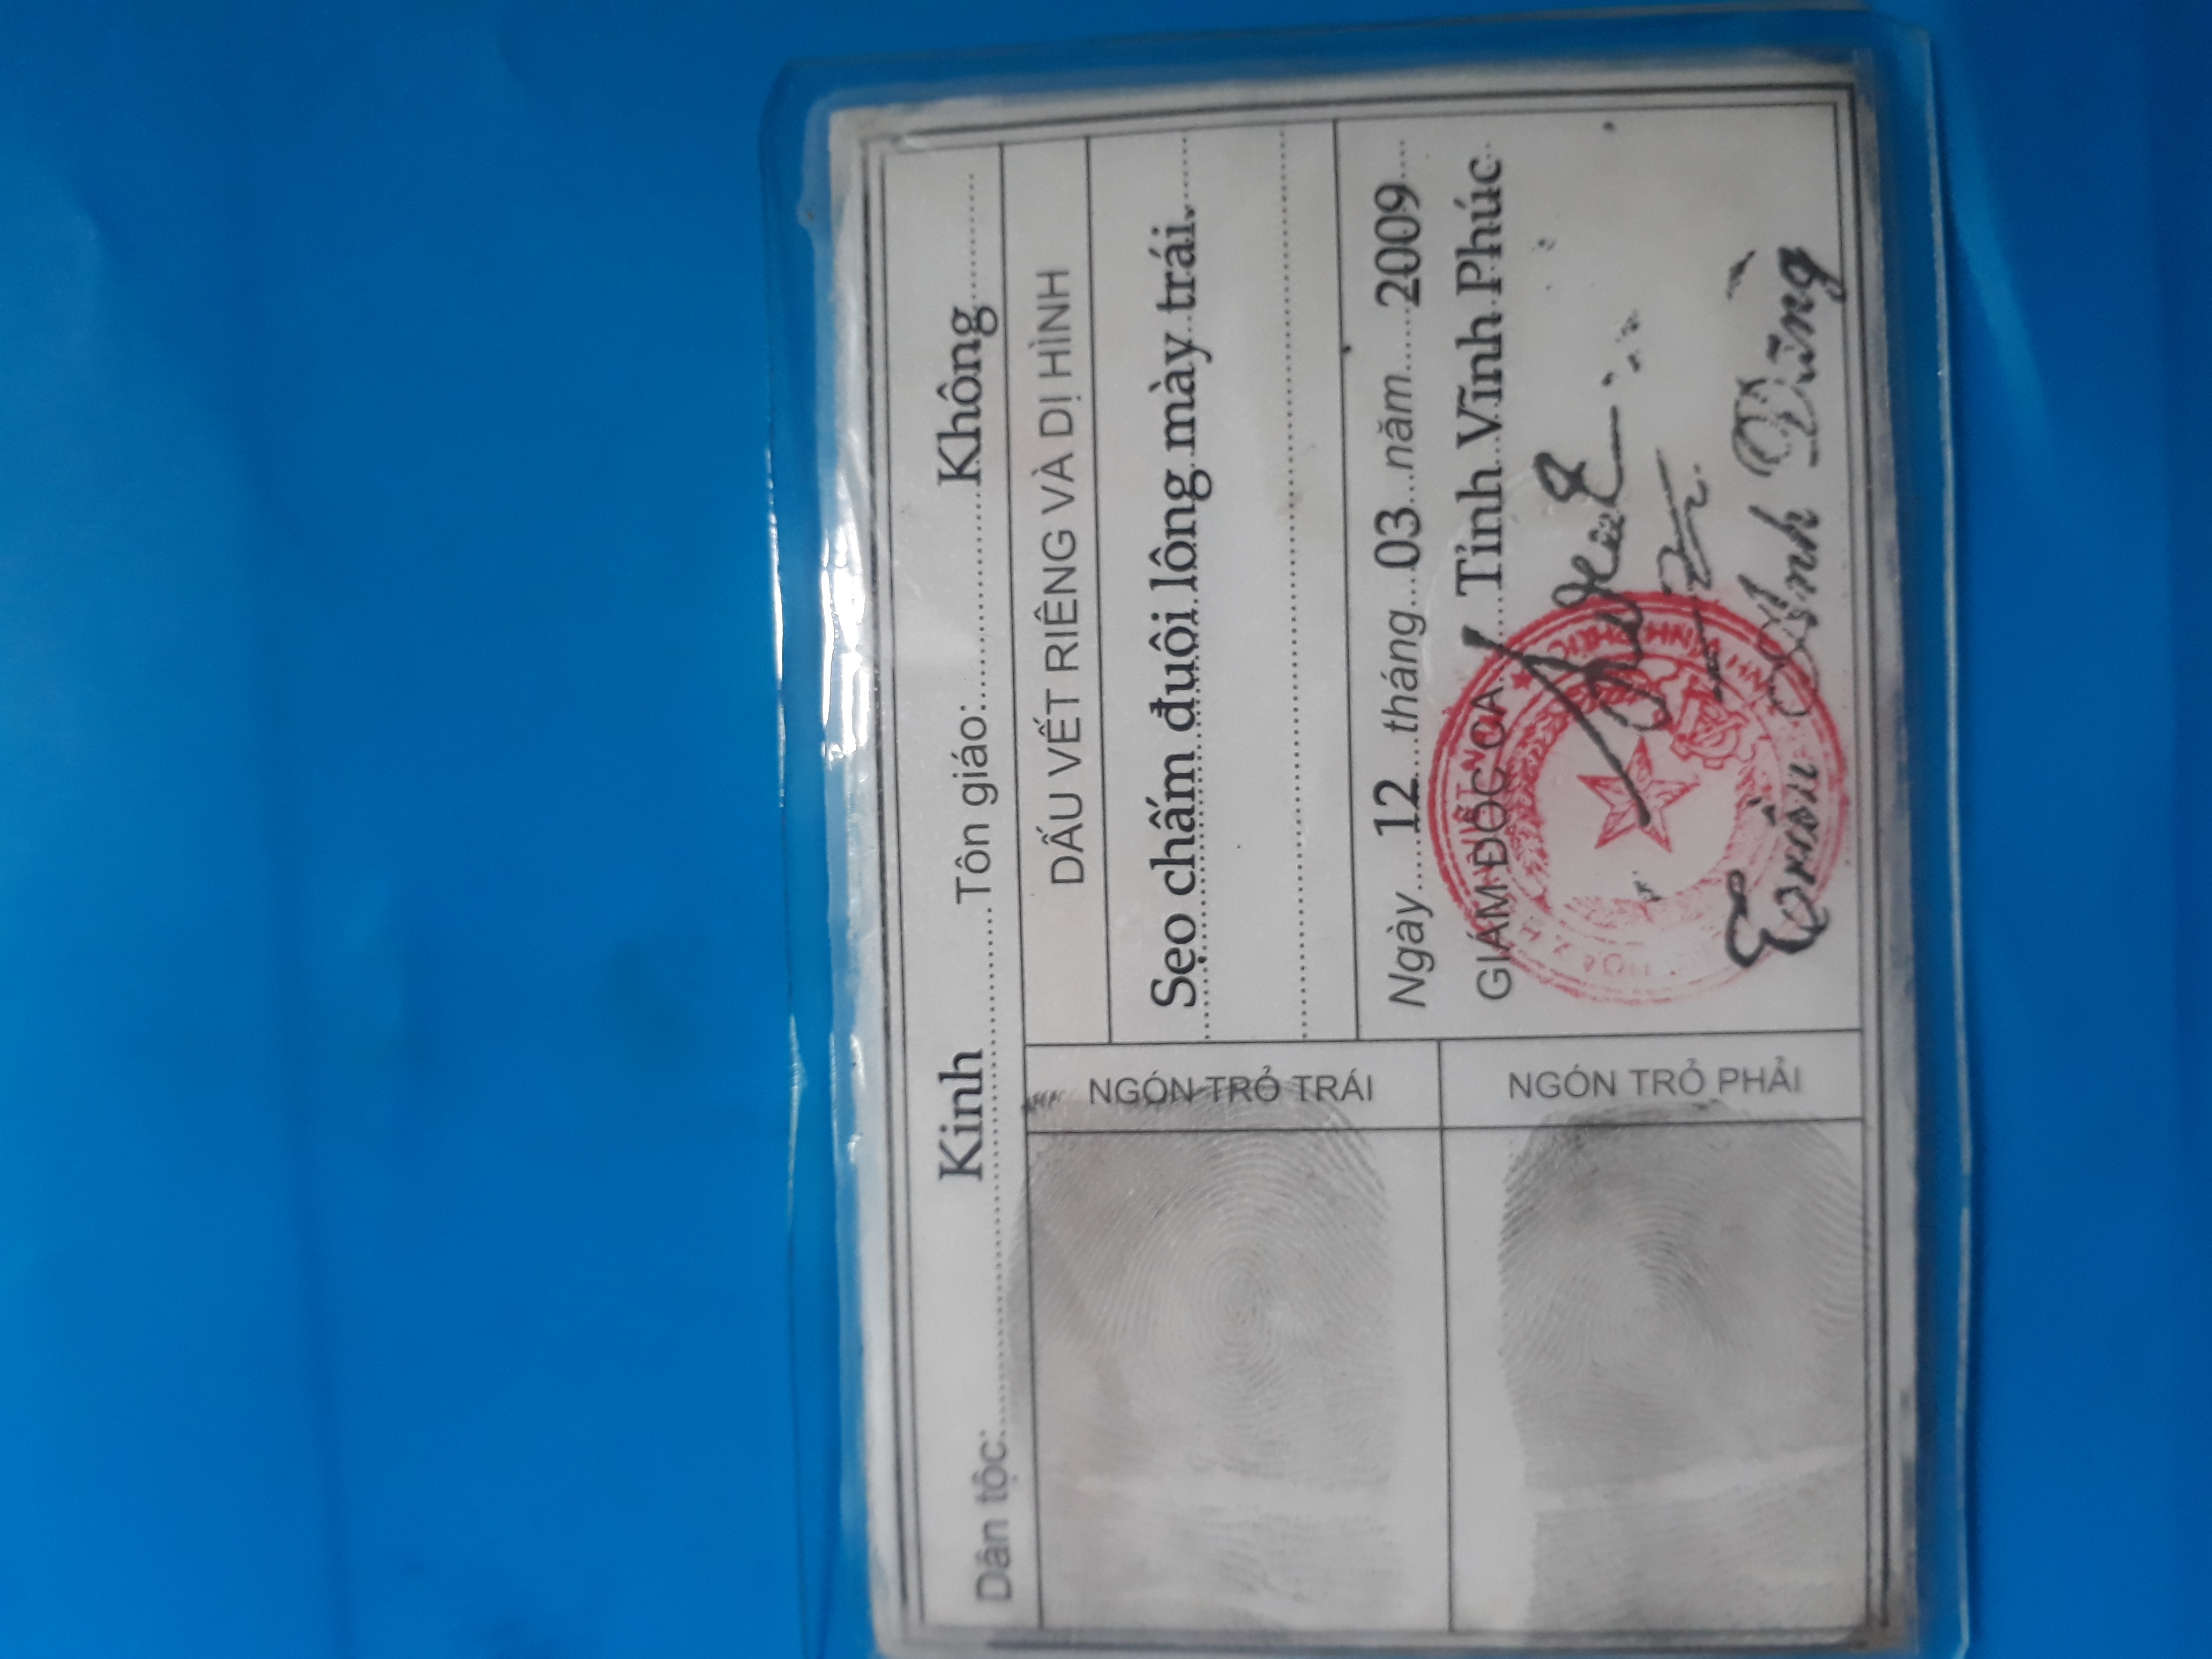 Dân tộc: Kinh Tôn giáo: Không
NGÓN TRỎ TRÁI
DẤU VẾT RIÊNG VÀ DỊ HÌNH
Sẹo chấm đuôi lông mày trái.
Ngày 12 tháng 03 năm 2009
GIÁM ĐỐC CA Tỉnh Vĩnh Phúc
NGÓN TRỎ PHẢI
Anh Dũng